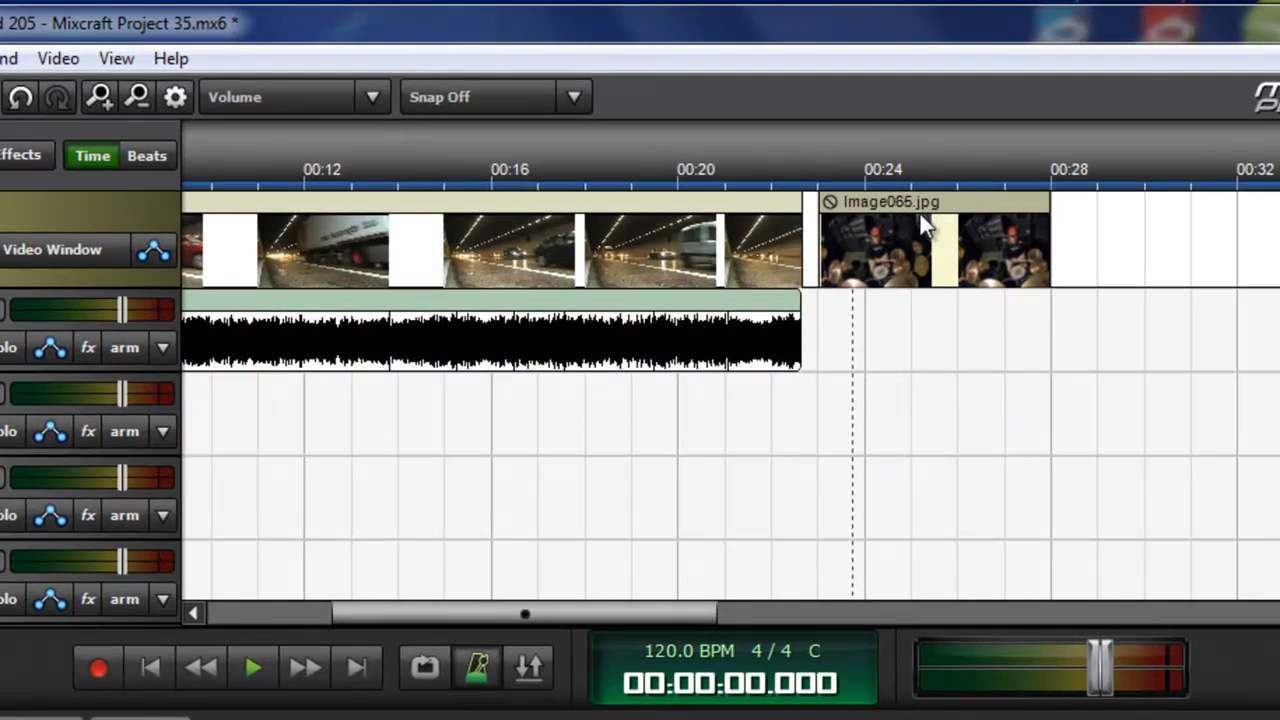 d 205 - Mixcraft Project 35.mx6 *
nd Video View Help
Volume Snap Off
ffects Time Beats
00:12 00:16 00:20 00:24 00:28 00:32
Image065.jpg
Video Window
olo fx arm
olo fx arm
olo fx arm
olo fx arm
120.0 BPM 4 / 4 C
00:00:00.000